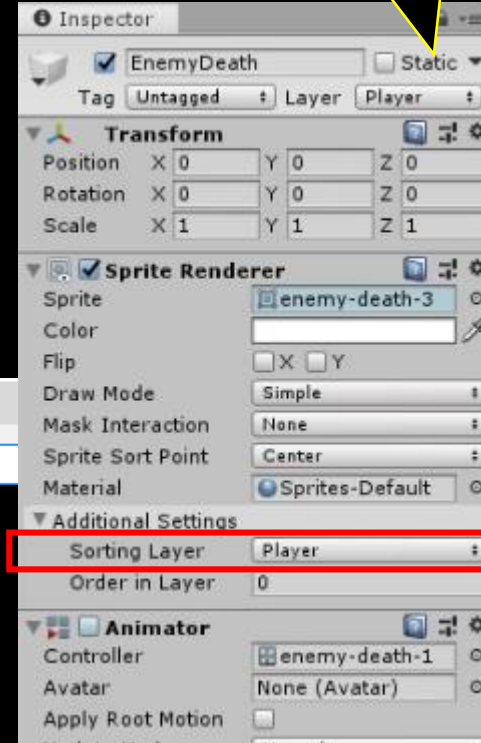 Inspector
EnemyDeath Static
Tag Untagged Layer Player
Transform
Position X 0 Y 0 Z 0
Rotation X 0 Y 0 Z 0
Scale X 1 Y 1 Z 1
Sprite Renderer
Sprite enemy-death-3
Color
Flip X Y
Draw Mode Simple
Mask Interaction None
Sprite Sort Point Center
Material Sprites-Default
Additional Settings
Sorting Layer Player
Order in Layer 0
Animator
Controller enemy-death-1
Avatar None (Avatar)
Apply Root Motion